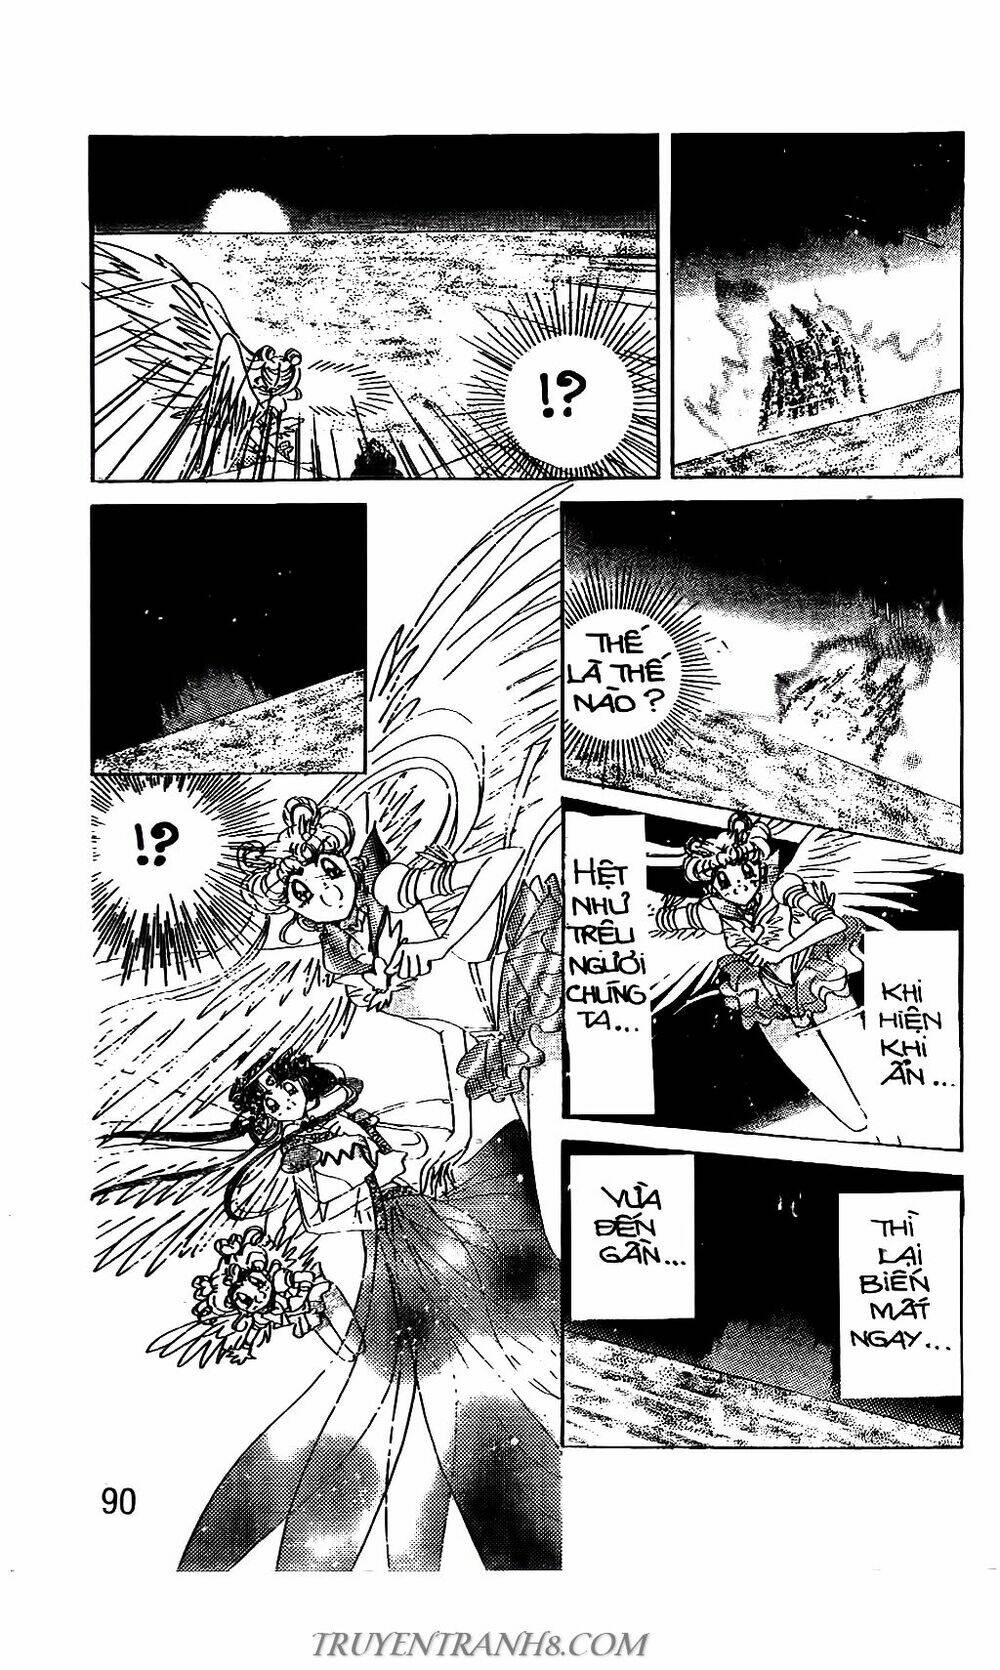 !?
THẾ
LÀ THẾ
NÀO?
!?
HỆT
NHƯ
TRÊU
NGƯƠI
CHÚNG
TA...
KHI
HIỆN
KHI
ẨN...
VỪA
ĐẾN
GẦN...
THÌ
LẠI
BIẾN
MẤT
NGAY...
90
TRUYENTRANH8.COM